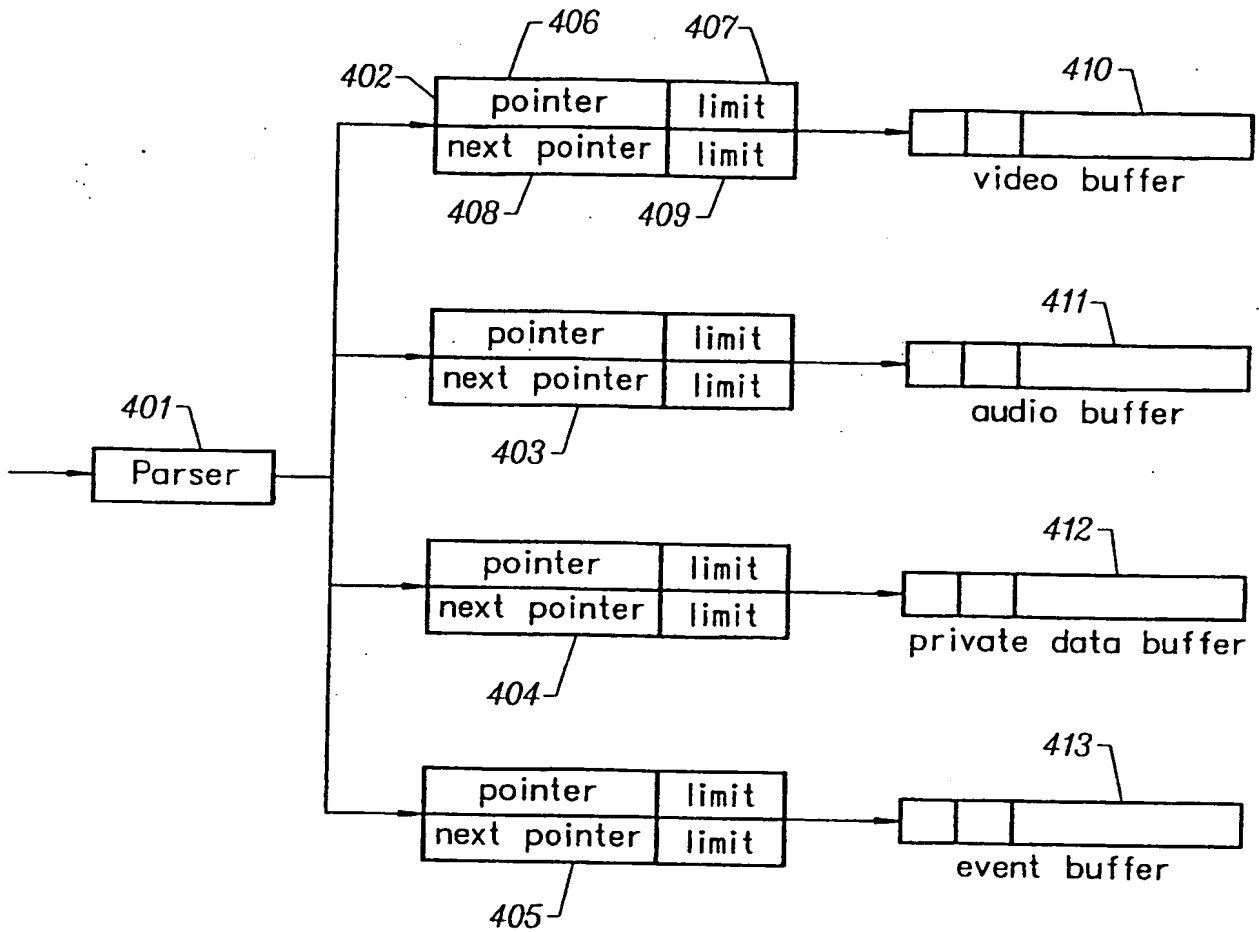 406
407
402
410
pointer limit
next pointer limit
video buffer
408
409
411
pointer limit
next pointer limit
audio buffer
401
403
Parser
412
pointer limit
next pointer limit
private data buffer
404
413
pointer limit
next pointer limit
event buffer
405